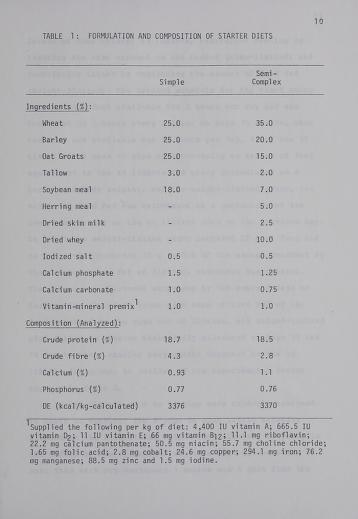 10
TABLE 1: FORMULATION AND COMPOSITION OF STARTER DIETS
Simple Semi-Complex
Ingredients (%):
Wheat 25.0 35.0
Barley 25.0 20.0
Oat Groats 25.0 15.0
Tallow 3.0 2.0
Soybean meal 18.0 7.0
Herring meal - 5.0
Dried skim milk - 2.5
Dried whey - 10.0
Iodized salt 0.5 0.5
Calcium phosphate 1.5 1.25
Calcium carbonate 1.0 0.75
Vitamin-mineral premix1 1.0 1.0
Composition (Analyzed):
Crude protein (%) 18.7 18.5
Crude fibre (%) 4.3 2.8
Calcium (%) 0.93 1.1
Phosphorus (%) 0.77 0.76
DE (kcal/kg-calculated) 3376 3370
1Supplied the following per kg of diet: 4,400 IU vitamin A; 665.5 IU
vitamin D2; 11 IU vitamin E; 66 mg vitamin B12; 11.1 mg riboflavin;
22.2 mg calcium pantothenate; 50.5 mg niacin; 55.7 mg choline chloride;
1.65 mg folic acid; 2.8 mg cobalt; 24.6 mg copper; 294.1 mg iron; 76.2
mg manganese; 88.5 mg zinc and 1.5 mg iodine.